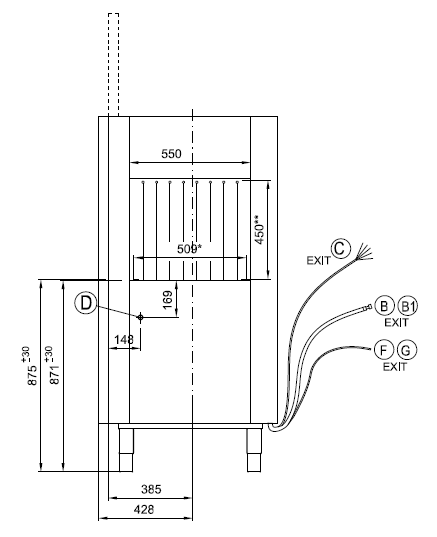 550
450**
509*
C
EXIT
169
D
B B1
EXIT
148
F G
EXIT
875 ±30
871 ±30
385
428